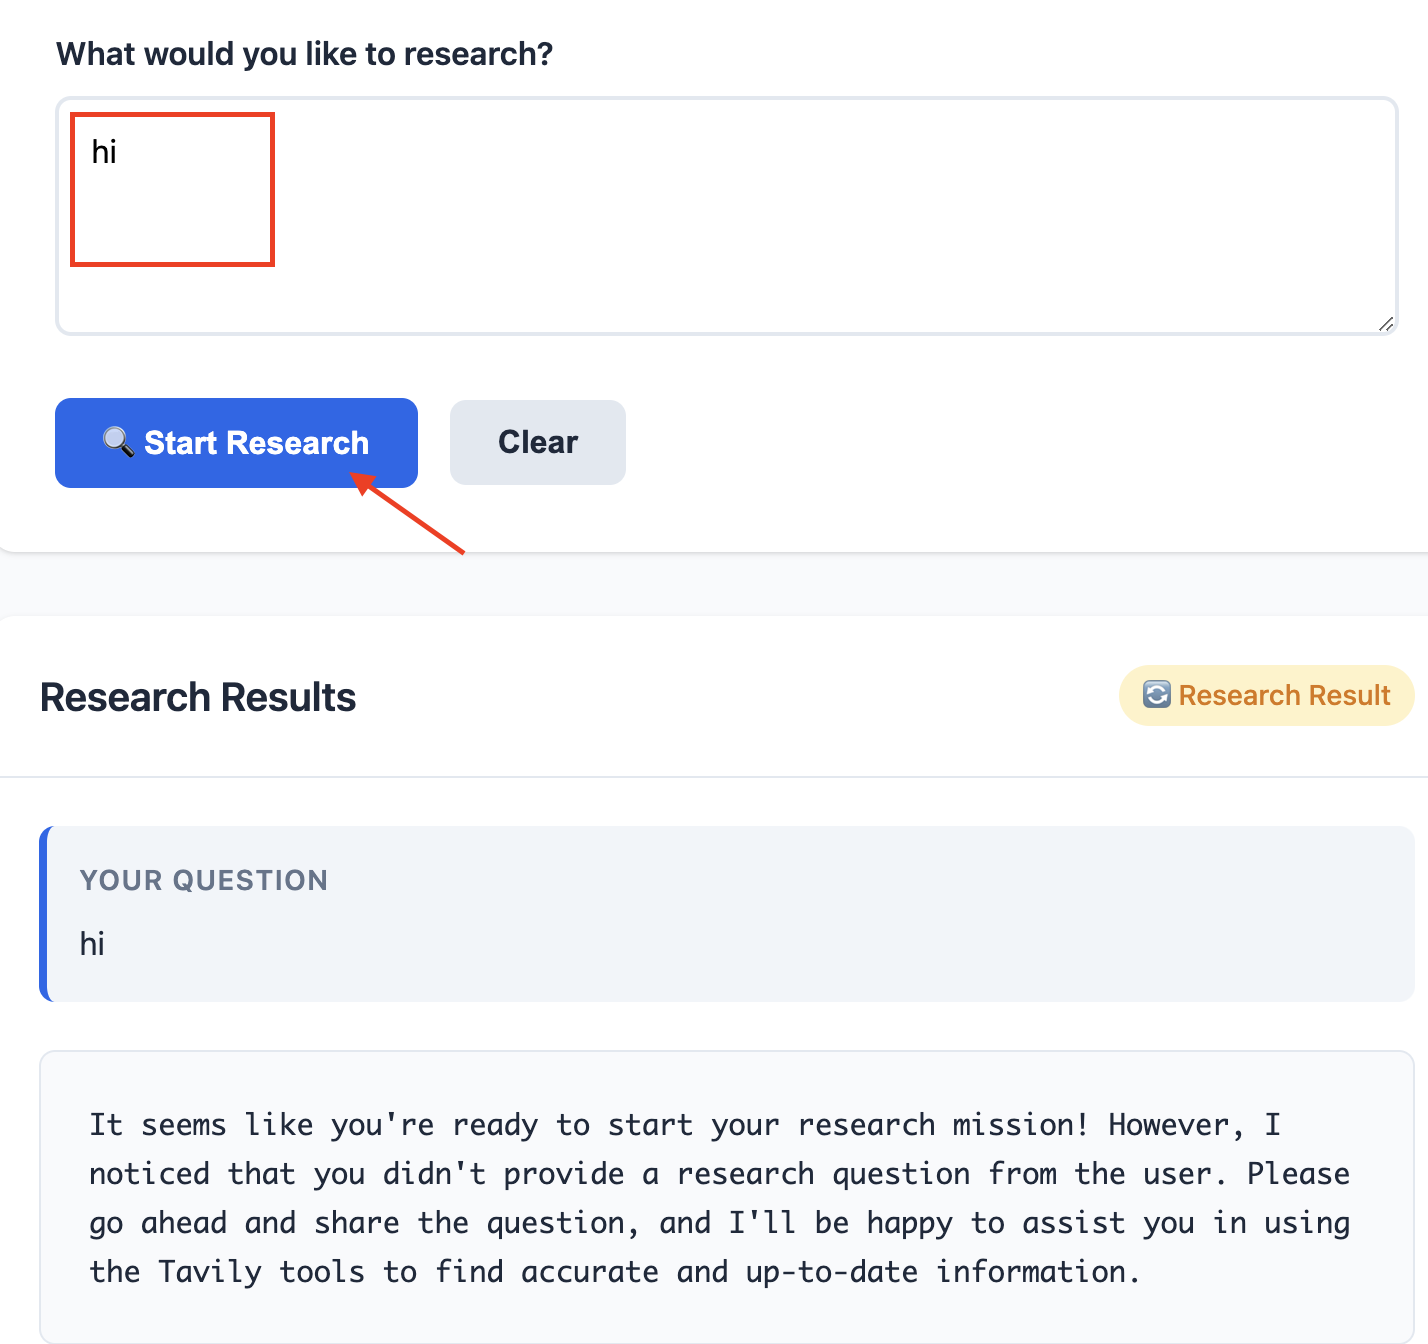 What would you like to research?
hi
🔍 Start Research
Clear
Research Results
🔄 Research Result
YOUR QUESTION
hi
It seems like you're ready to start your research mission! However, I
noticed that you didn't provide a research question from the user. Please
go ahead and share the question, and I'll be happy to assist you in using
the Tavily tools to find accurate and up-to-date information.